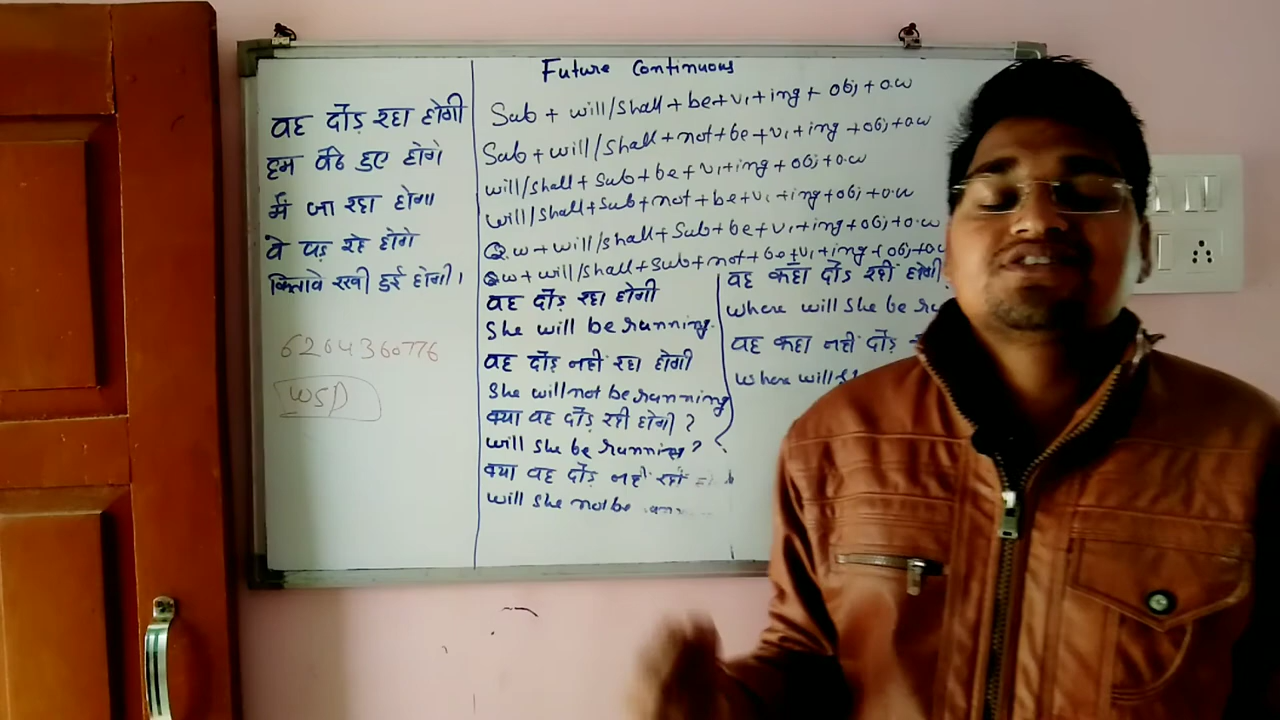 Future Continuous
वह दौड़ रहा होगी
हम बैठे हुए होंगे
मैं जा रहा होगा
वे पढ़ रहे होंगे
किताबे रखी हुई होंगी।
6264360776
WSD
Sub + will/shall + be + V1 + ing + obj + o.w
Sub + will/shall + not + be + V1 + ing + obj + o.w
will/shall + Sub + be + V1 + ing + obj + o.w
will/shall + Sub + not + be + V1 + ing + obj + o.w
Q.w + will/shall + Sub + be + V1 + ing + obj + o.w
Q.w + will/shall + Sub + not + be + V1 + ing + obj + o.w
वह दौड़ रहा होगी
She will be running.
वह दौड़ नहीं रहा होगी
She will not be running
क्या वह दौड़ रही होगी ?
will she be running ?
क्या वह दौड़ नहीं रही
will she not be
वह कहाँ दौड़ रही होगी
where will she be
वह कहा नहीं दौड़
where will